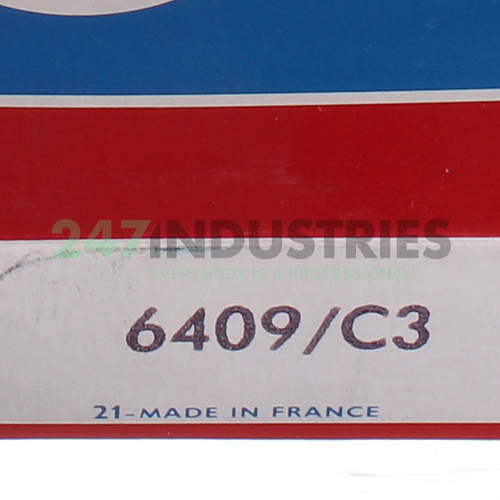 247INDUSTRIES
EVERYBODY IS A PROFESSIONAL
6409/C3
21-MADE IN FRANCE